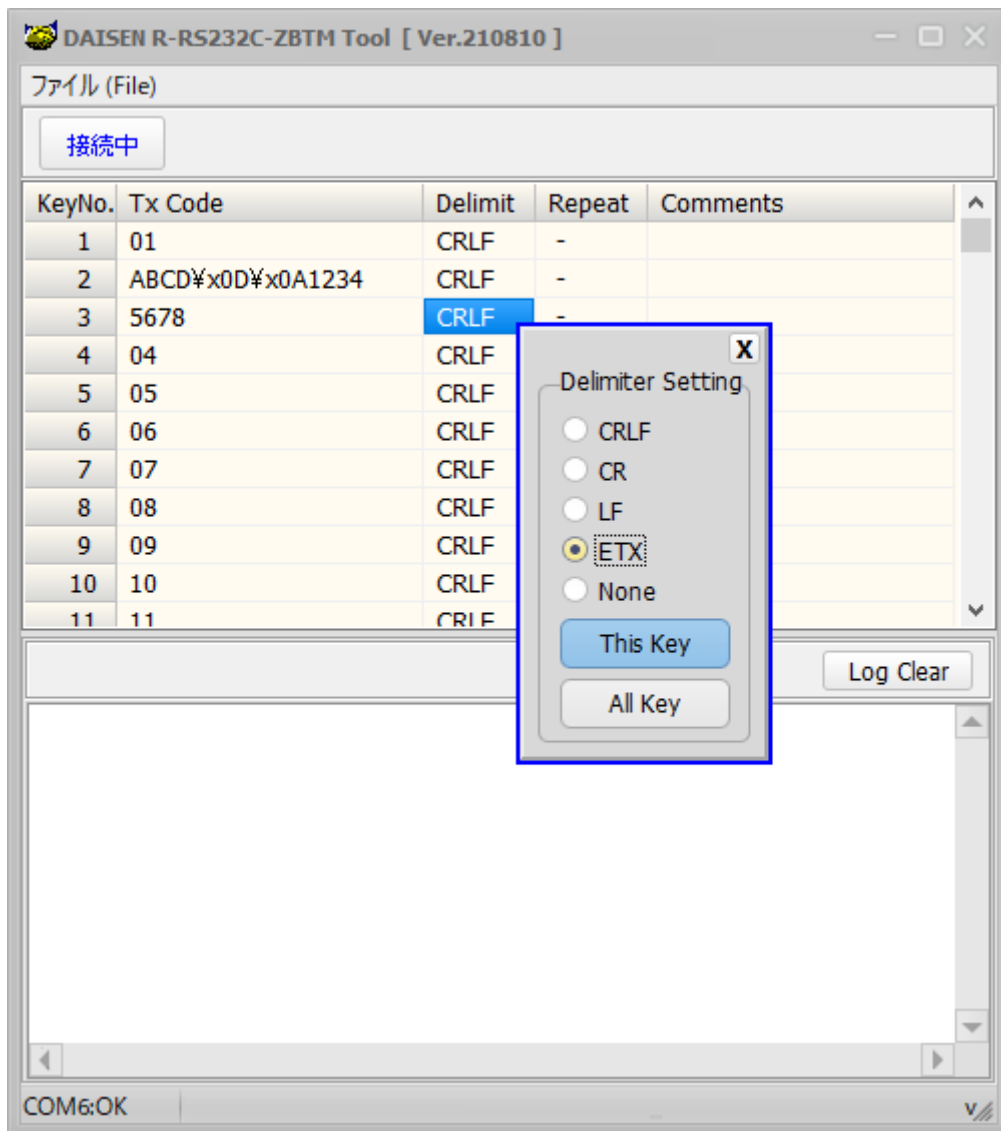 DAISEN R-RS232C-ZBTM Tool [ Ver.210810 ]
ファイル (File)
接続中
KeyNo. Tx Code Delimit Repeat Comments
1 01 CRLF -
2 ABCD¥x0D¥x0A1234 CRLF -
3 5678 CRLF -
4 04 CRLF
5 05 CRLF
6 06 CRLF
7 07 CRLF
8 08 CRLF
9 09 CRLF
10 10 CRLF
11 11 CRLF
X
Delimiter Setting
CRLF
CR
LF
ETX
None
This Key
All Key
Log Clear
COM6:OK